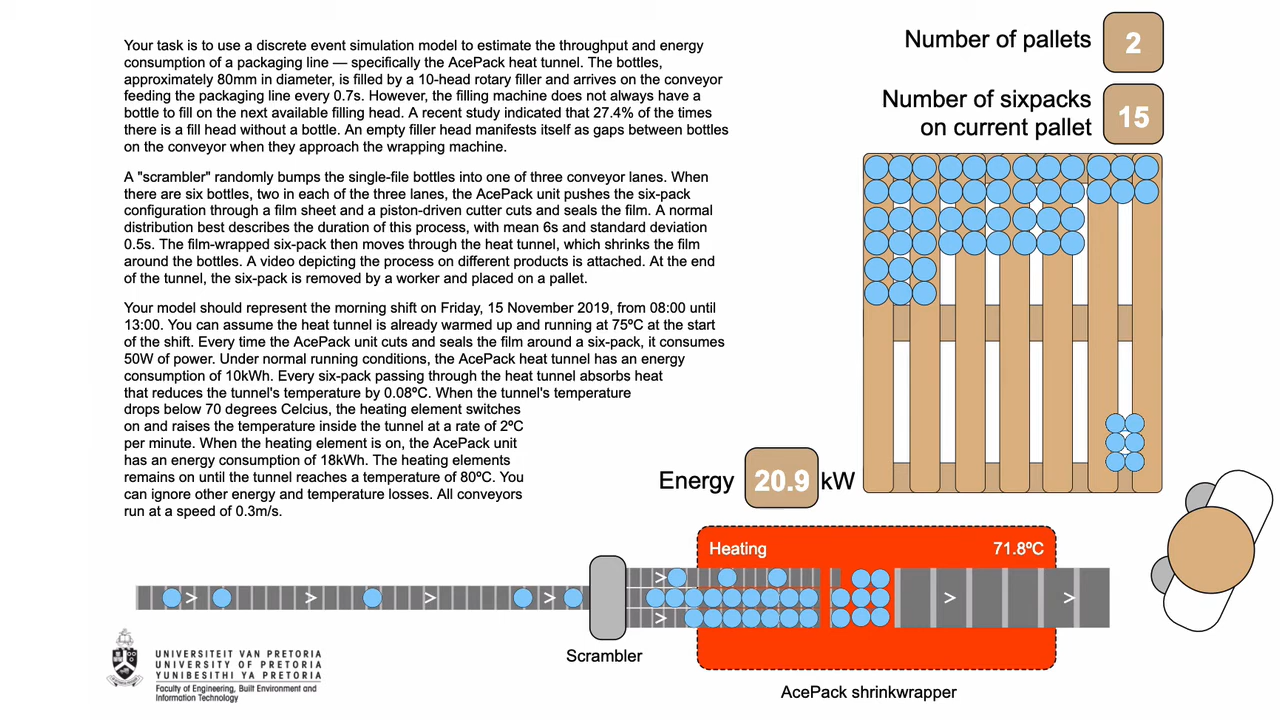 Your task is to use a discrete event simulation model to estimate the throughput and energy
consumption of a packaging line — specifically the AcePack heat tunnel. The bottles,
approximately 80mm in diameter, is filled by a 10-head rotary filler and arrives on the conveyor
feeding the packaging line every 0.7s. However, the filling machine does not always have a
bottle to fill on the next available filling head. A recent study indicated that 27.4% of the times
there is a fill head without a bottle. An empty filler head manifests itself as gaps between bottles
on the conveyor when they approach the wrapping machine.
A "scrambler" randomly bumps the single-file bottles into one of three conveyor lanes. When
there are six bottles, two in each of the three lanes, the AcePack unit pushes the six-pack
configuration through a film sheet and a piston-driven cutter cuts and seals the film. A normal
distribution best describes the duration of this process, with mean 6s and standard deviation
0.5s. The film-wrapped six-pack then moves through the heat tunnel, which shrinks the film
around the bottles. A video depicting the process on different products is attached. At the end
of the tunnel, the six-pack is removed by a worker and placed on a pallet.
Your model should represent the morning shift on Friday, 15 November 2019, from 08:00 until
13:00. You can assume the heat tunnel is already warmed up and running at 75ºC at the start
of the shift. Every time the AcePack unit cuts and seals the film around a six-pack, it consumes
50W of power. Under normal running conditions, the AcePack heat tunnel has an energy
consumption of 10kWh. Every six-pack passing through the heat tunnel absorbs heat
that reduces the tunnel's temperature by 0.08ºC. When the tunnel's temperature
drops below 70 degrees Celcius, the heating element switches
on and raises the temperature inside the tunnel at a rate of 2ºC
per minute. When the heating element is on, the AcePack unit
has an energy consumption of 18kWh. The heating elements
remains on until the tunnel reaches a temperature of 80ºC. You
can ignore other energy and temperature losses. All conveyors
run at a speed of 0.3m/s.
Number of pallets 2
Number of sixpacks
on current pallet 15
Energy 20.9 kW
Heating 71.8ºC
> > > >
>
>
> >
Scrambler
AcePack shrinkwrapper
UNIVERSITEIT VAN PRETORIA
UNIVERSITY OF PRETORIA
YUNIBESITHI YA PRETORIA
Faculty of Engineering, Built Environment and
Information Technology